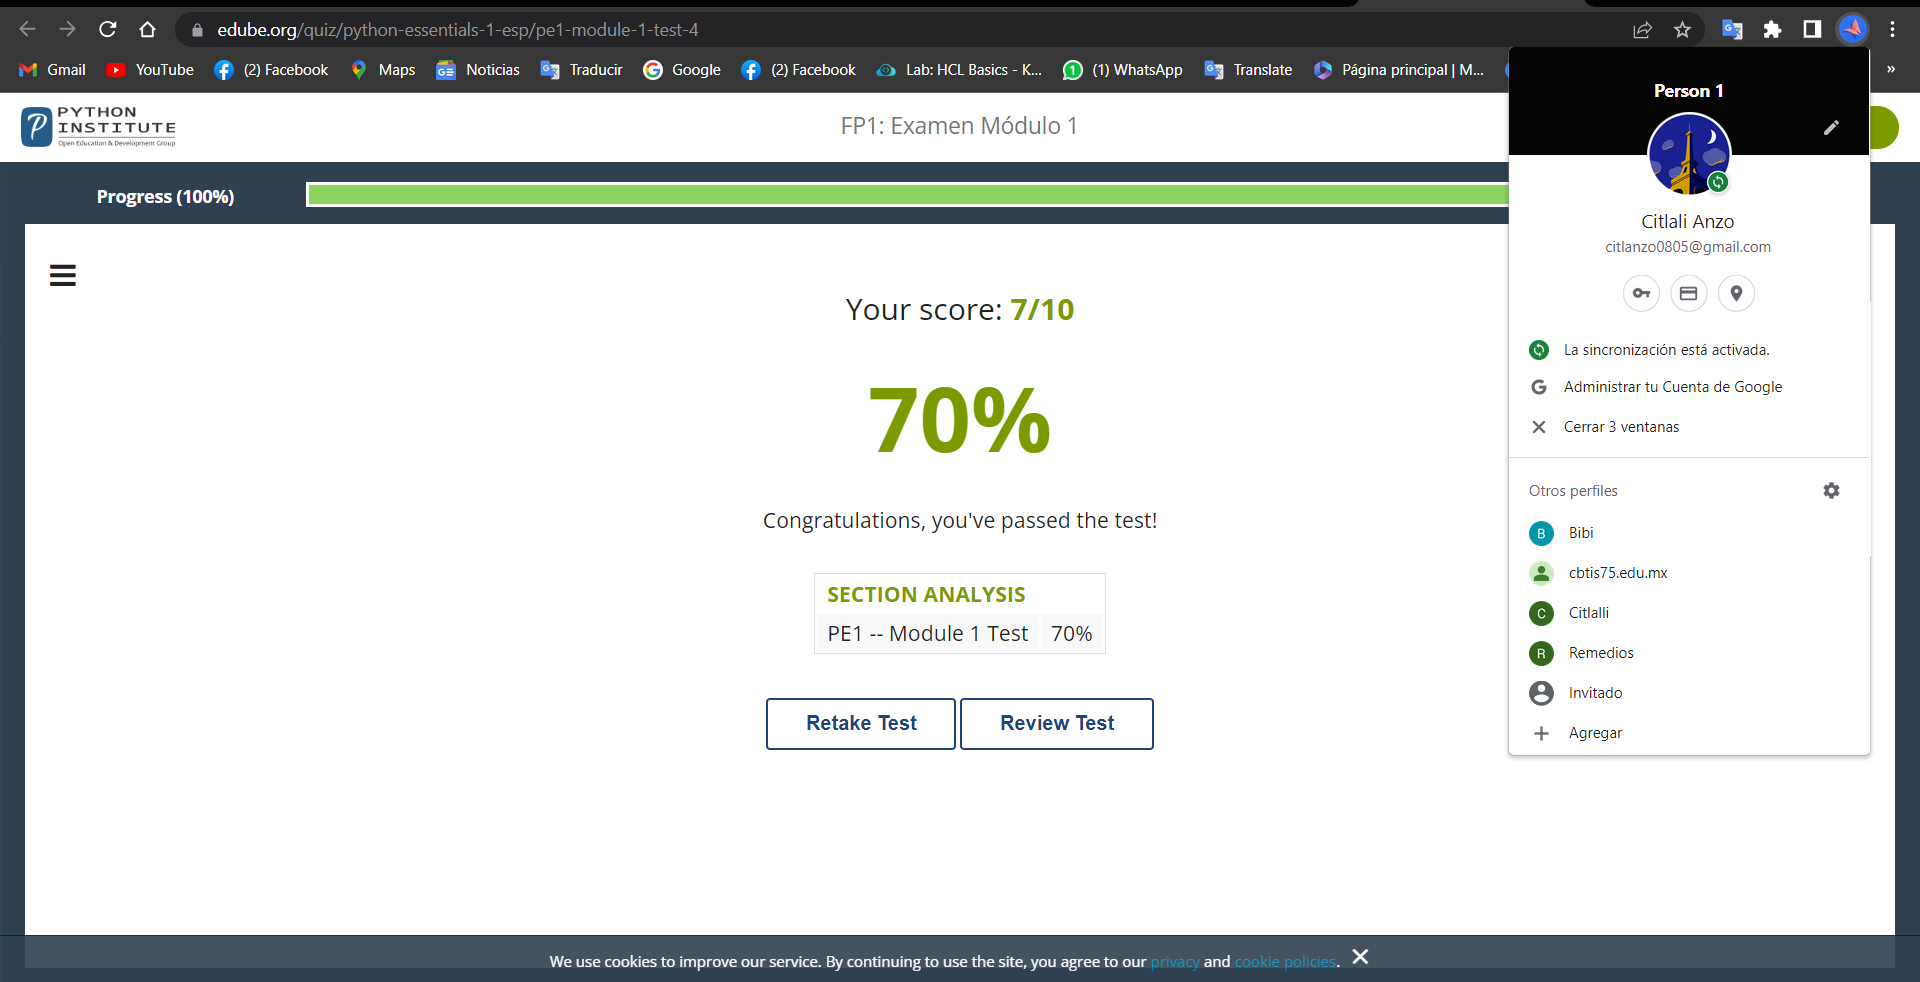 edube.org/quiz/python-essentials-1-esp/pe1-module-1-test-4
Gmail YouTube (2) Facebook Maps Noticias Traducir Google (2) Facebook Lab: HCL Basics - K... (1) WhatsApp Translate Página principal | M... »
PYTHON
INSTITUTE
Open Education & Development Group
FP1: Examen Módulo 1
Progress (100%)
Your score: 7/10
70%
Congratulations, you've passed the test!
SECTION ANALYSIS
PE1 -- Module 1 Test 70%
Retake Test Review Test
Person 1
Citlali Anzo
citlanzo0805@gmail.com
La sincronización está activada.
G Administrar tu Cuenta de Google
Cerrar 3 ventanas
Otros perfiles
B Bibi
cbtis75.edu.mx
C Citlalli
R Remedios
Invitado
Agregar
We use cookies to improve our service. By continuing to use the site, you agree to our privacy and cookie policies.